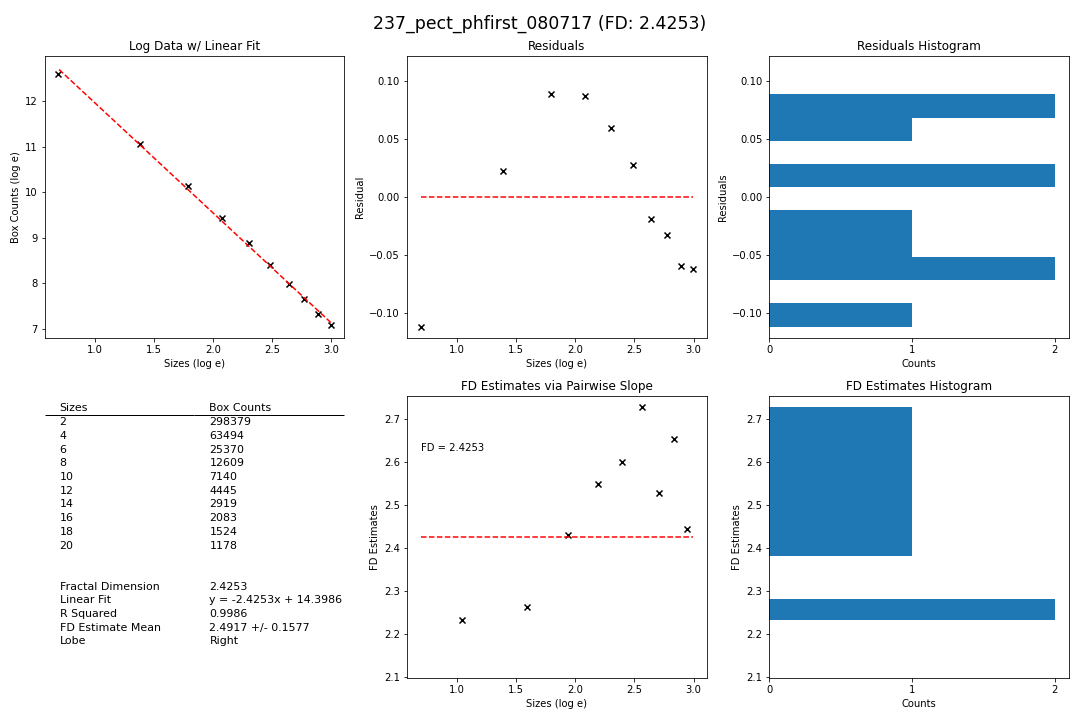 237_pect_phfirst_080717 (FD: 2.4253)
Log Data w/ Linear Fit
Box Counts (log e)
12
11
10
9
8
7
1.0 1.5 2.0 2.5 3.0
Sizes (log e)
Residuals
Residual
0.10
0.05
0.00
−0.05
−0.10
1.0 1.5 2.0 2.5 3.0
Sizes (log e)
Residuals Histogram
Residuals
0.10
0.05
0.00
−0.05
−0.10
0 1 2
Counts
Sizes Box Counts
2 298379
4 63494
6 25370
8 12609
10 7140
12 4445
14 2919
16 2083
18 1524
20 1178
Fractal Dimension 2.4253
Linear Fit y = -2.4253x + 14.3986
R Squared 0.9986
FD Estimate Mean 2.4917 +/- 0.1577
Lobe Right
FD Estimates via Pairwise Slope
FD Estimates
2.7
2.6
2.5
2.4
2.3
2.2
2.1
FD = 2.4253
1.0 1.5 2.0 2.5 3.0
Sizes (log e)
FD Estimates Histogram
FD Estimates
2.7
2.6
2.5
2.4
2.3
2.2
2.1
0 1 2
Counts